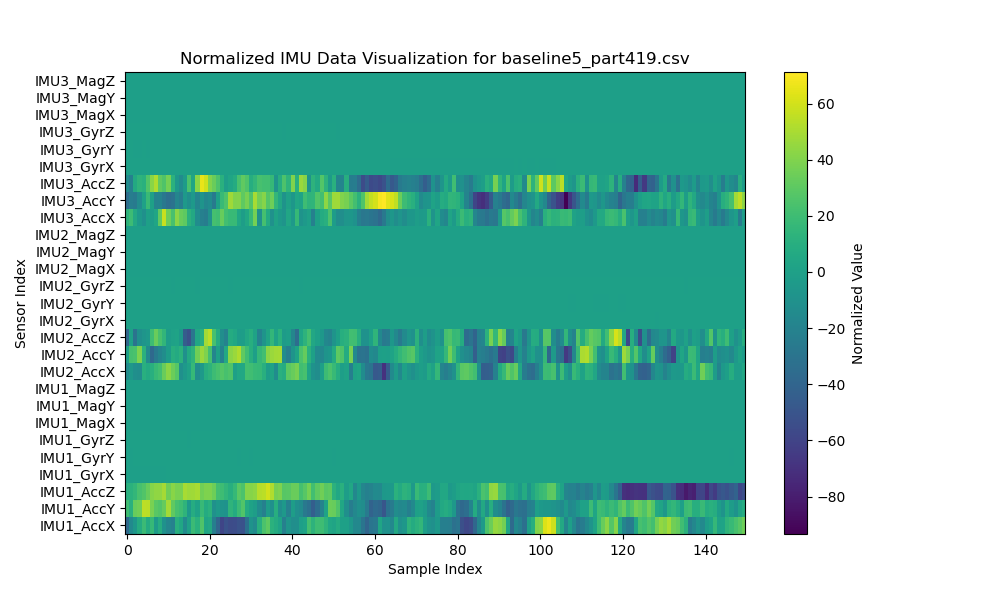 Normalized IMU Data Visualization for baseline5_part419.csv
IMU3_MagZ
IMU3_MagY
IMU3_MagX
IMU3_GyrZ
IMU3_GyrY
IMU3_GyrX
IMU3_AccZ
IMU3_AccY
IMU3_AccX
IMU2_MagZ
IMU2_MagY
IMU2_MagX
IMU2_GyrZ
IMU2_GyrY
IMU2_GyrX
IMU2_AccZ
IMU2_AccY
IMU2_AccX
IMU1_MagZ
IMU1_MagY
IMU1_MagX
IMU1_GyrZ
IMU1_GyrY
IMU1_GyrX
IMU1_AccZ
IMU1_AccY
IMU1_AccX
Sensor Index
0 20 40 60 80 100 120 140
Sample Index
60
40
20
0
−20
−40
−60
−80
Normalized Value